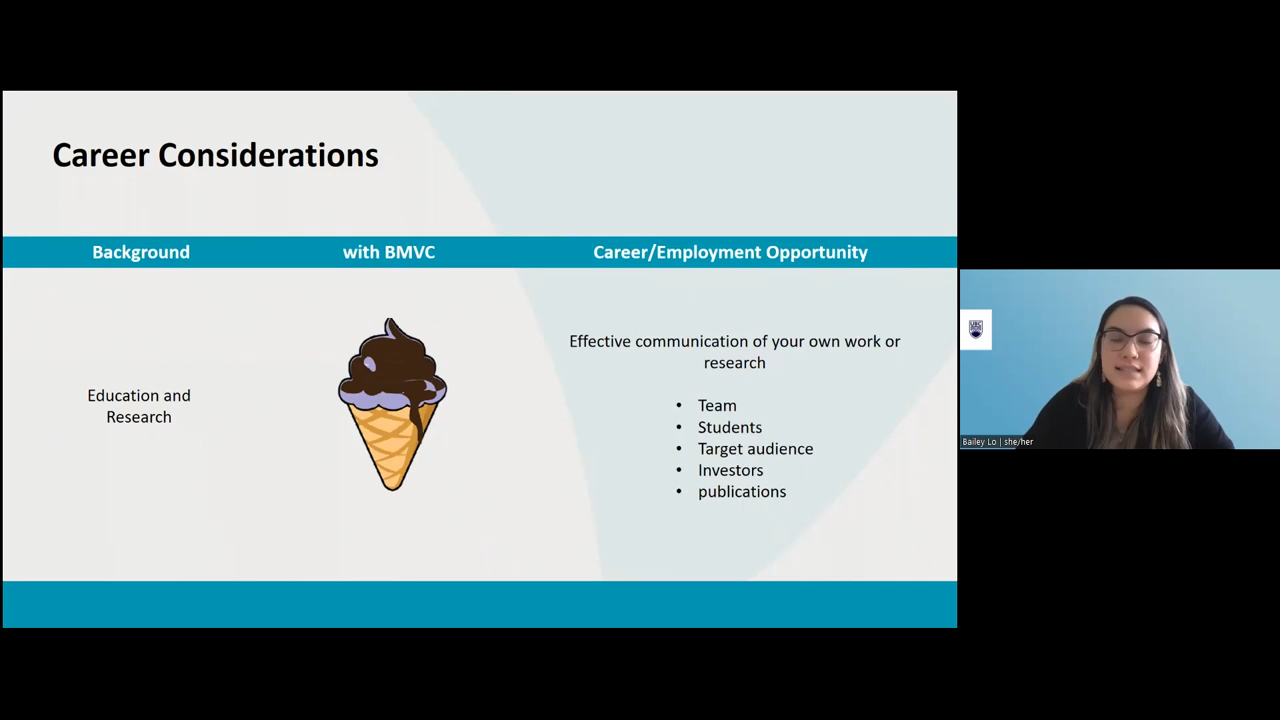 Career Considerations
Background
with BMVC
Career/Employment Opportunity
Education and
Research
Effective communication of your own work or
research
• Team
• Students
• Target audience
• Investors
• publications
UBC
Bailey Lo | she/her